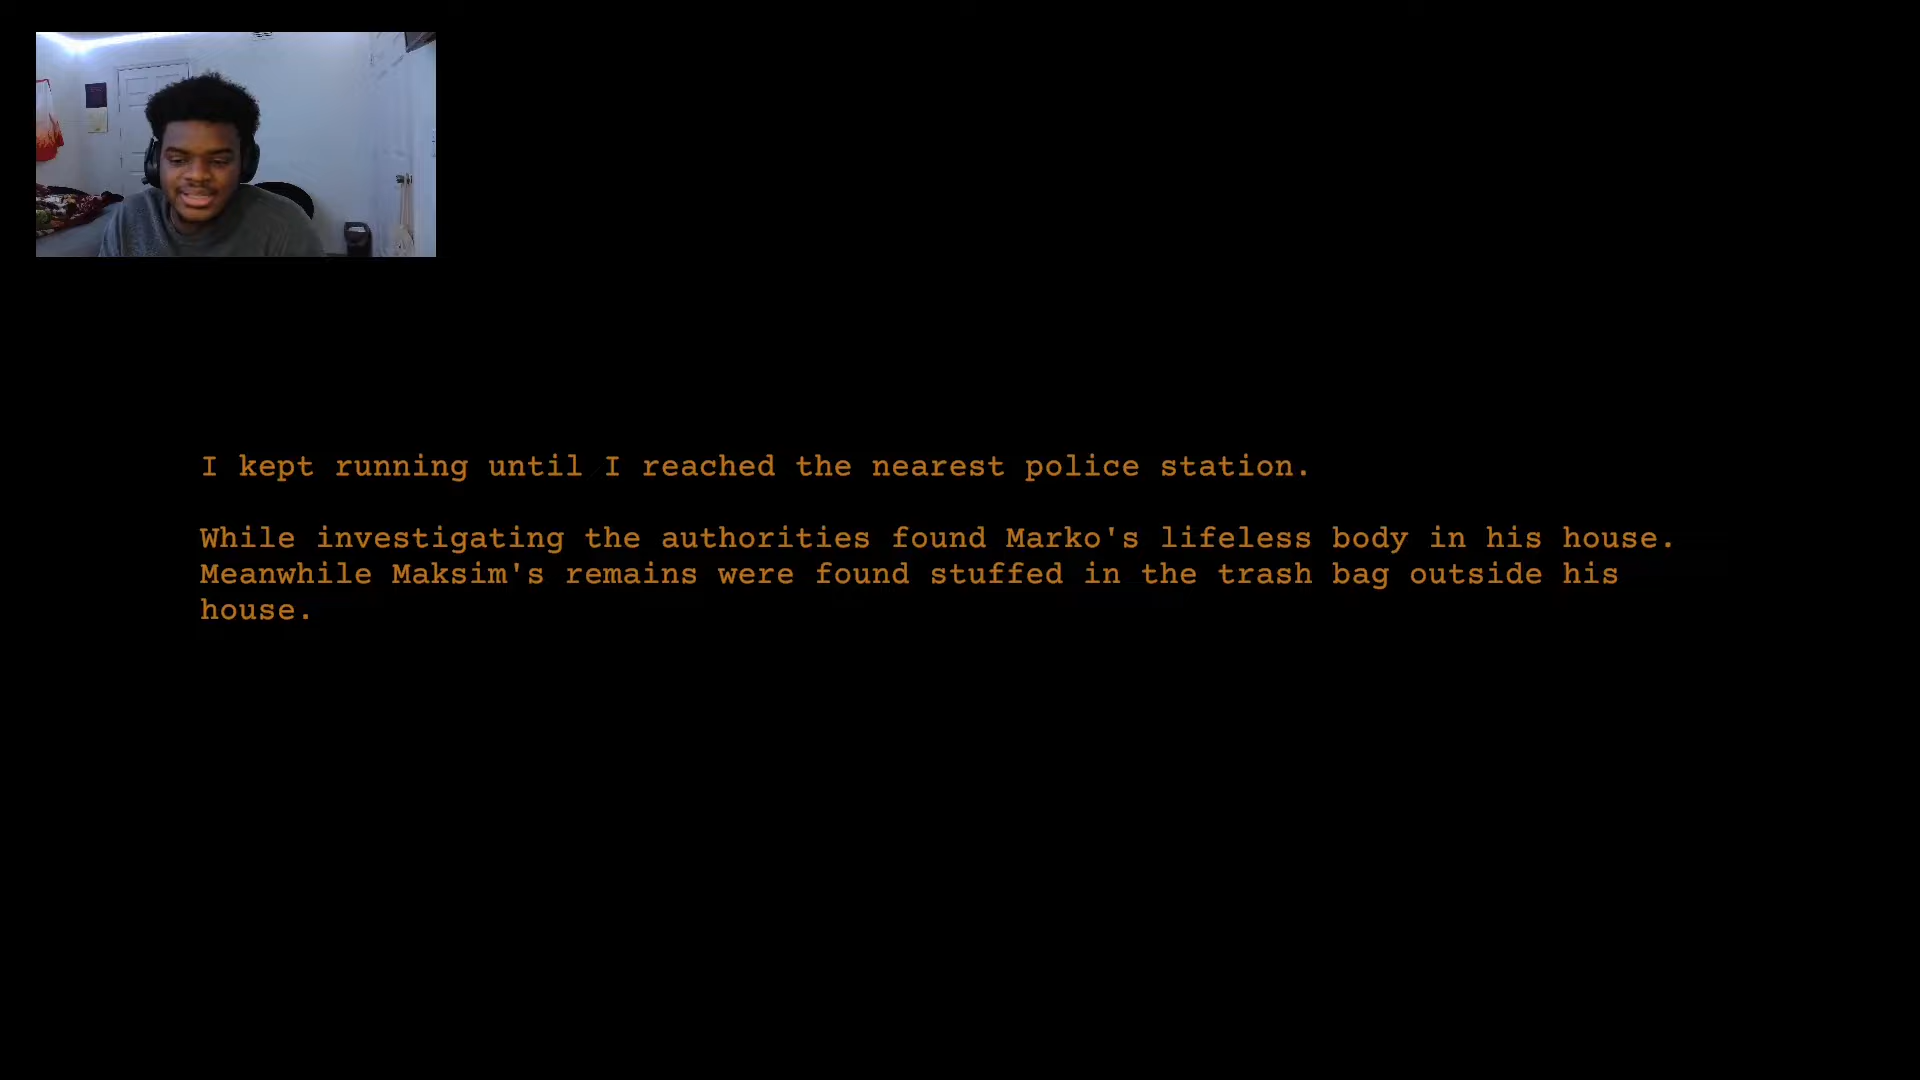 I kept running until I reached the nearest police station.
While investigating the authorities found Marko's lifeless body in his house.
Meanwhile Maksim's remains were found stuffed in the trash bag outside his
house.